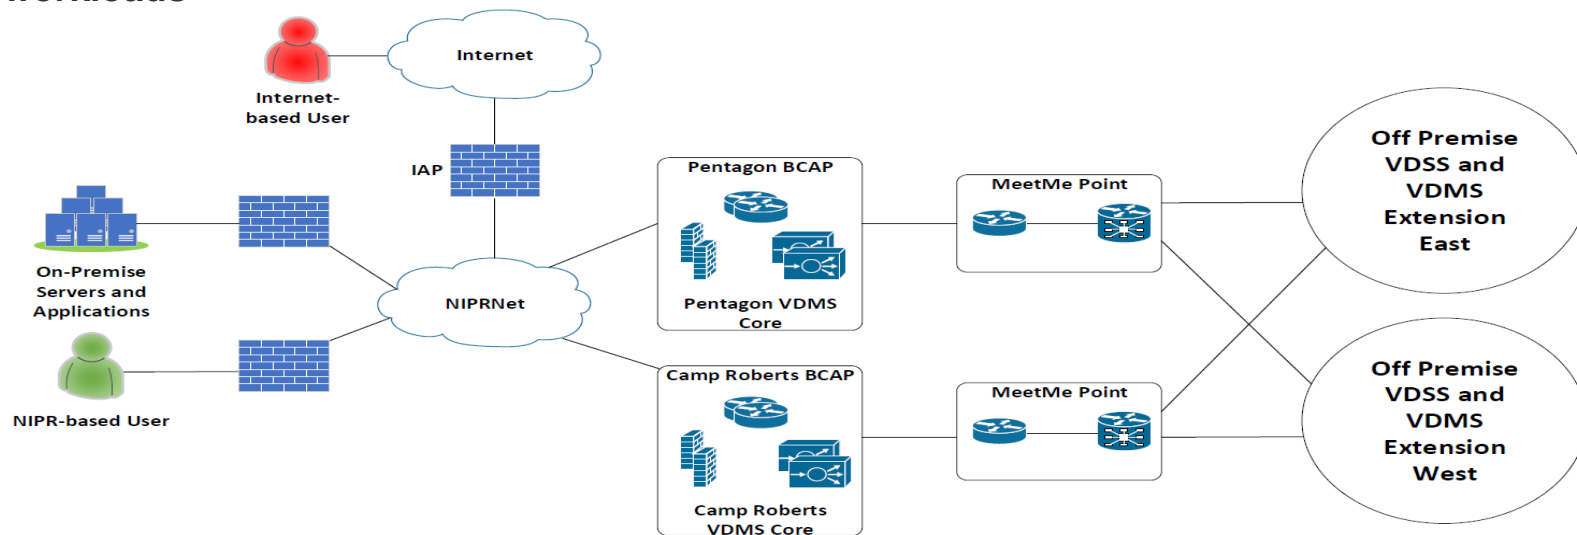 workloads
Internet
Internet-
based User
IAP
On-Premise
Servers and
Applications
NIPRNet
NIPR-based User
Pentagon BCAP
Pentagon VDMS
Core
Camp Roberts BCAP
Camp Roberts
VDMS Core
MeetMe Point
MeetMe Point
Off Premise
VDSS and
VDMS
Extension
East
Off Premise
VDSS and
VDMS
Extension
West